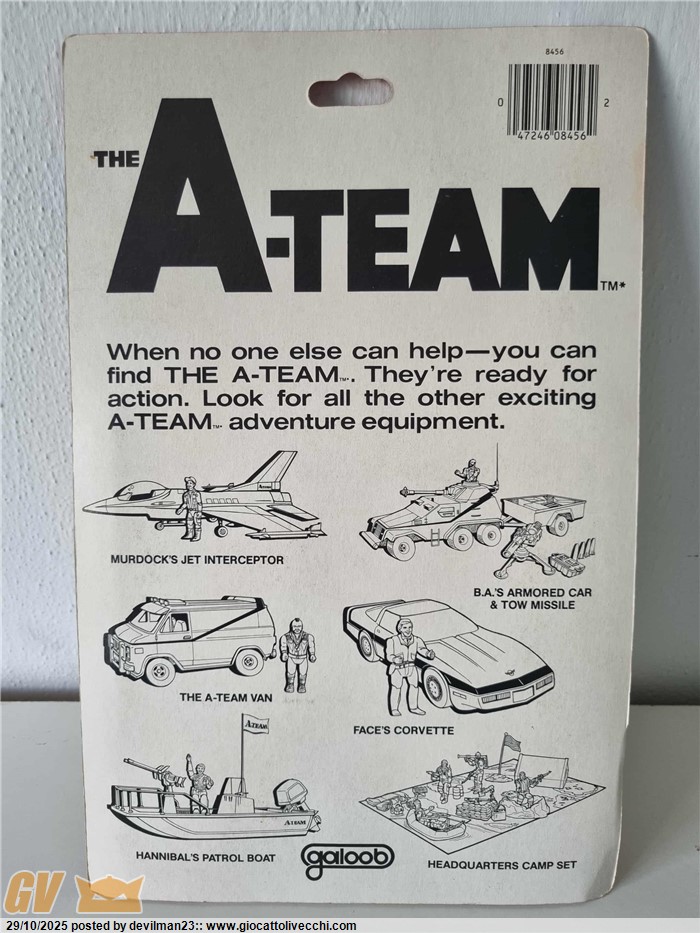 8456
0 47246 08456 2
THE
A-TEAM TM*
When no one else can help—you can
find THE A-TEAM™*. They're ready for
action. Look for all the other exciting
A-TEAM™* adventure equipment.
MURDOCK'S JET INTERCEPTOR
B.A.'S ARMORED CAR
& TOW MISSILE
THE A-TEAM VAN
FACE'S CORVETTE
A-TEAM
A-TEAM
HANNIBAL'S PATROL BOAT
galoob
HEADQUARTERS CAMP SET
GV
29/10/2025 posted by devilman23:: www.giocattolivecchi.com